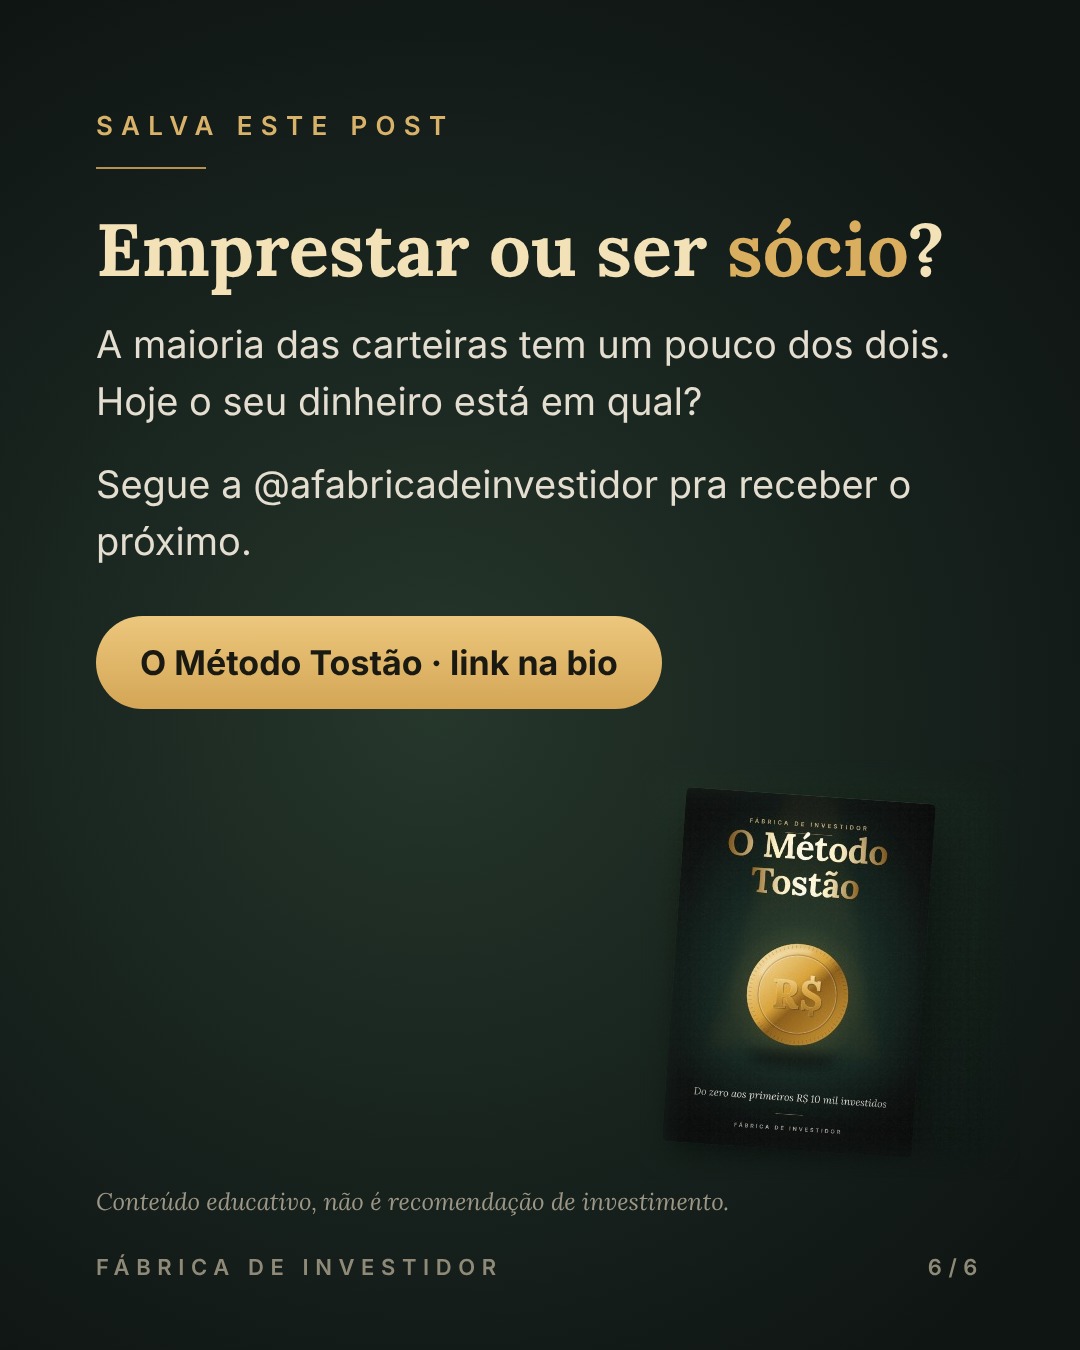 SALVA ESTE POST
Emprestar ou ser sócio?
A maioria das carteiras tem um pouco dos dois.
Hoje o seu dinheiro está em qual?
Segue a @afabricadeinvestidor pra receber o
próximo.
O Método Tostão · link na bio
FÁBRICA DE INVESTIDOR
O Método
Tostão
R$
Do zero aos primeiros R$ 10 mil investidos
FÁBRICA DE INVESTIDOR
Conteúdo educativo, não é recomendação de investimento.
FÁBRICA DE INVESTIDOR
6/6